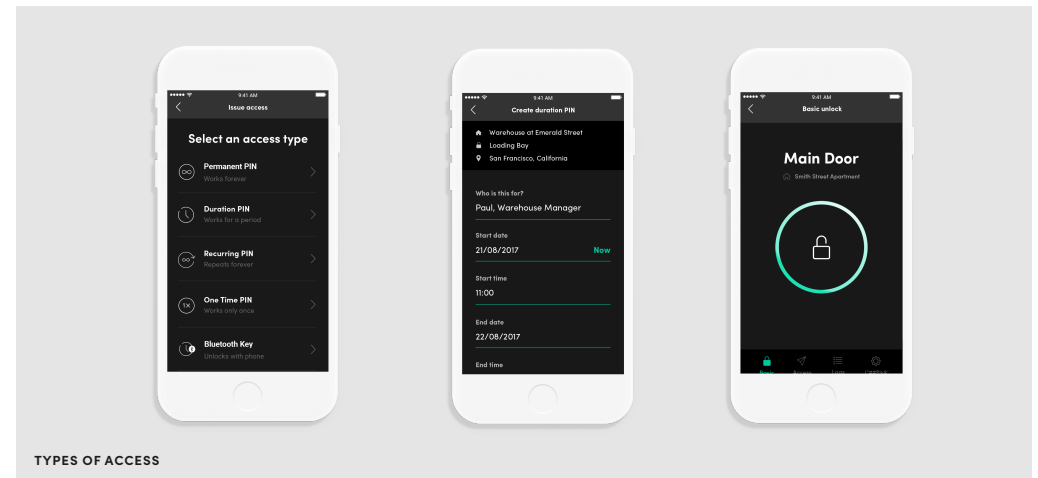 9:41 AM
Issue access
Select an access type
Permanent PIN
Works forever
Duration PIN
Works for a period
Recurring PIN
Repeats forever
One Time PIN
1X
Works only once
Bluetooth Key
Unlocks with phone
9:41 AM
Create duration PIN
Warehouse at Emerald Street
Loading Bay
San Francisco, California
Who is this for?
Paul, Warehouse Manager
Start date
21/08/2017 Now
Start time
11:00
End date
22/08/2017
End time
9:41 AM
Basic unlock
Main Door
Smith Street Apartment
Basic Access Logs
TYPES OF ACCESS